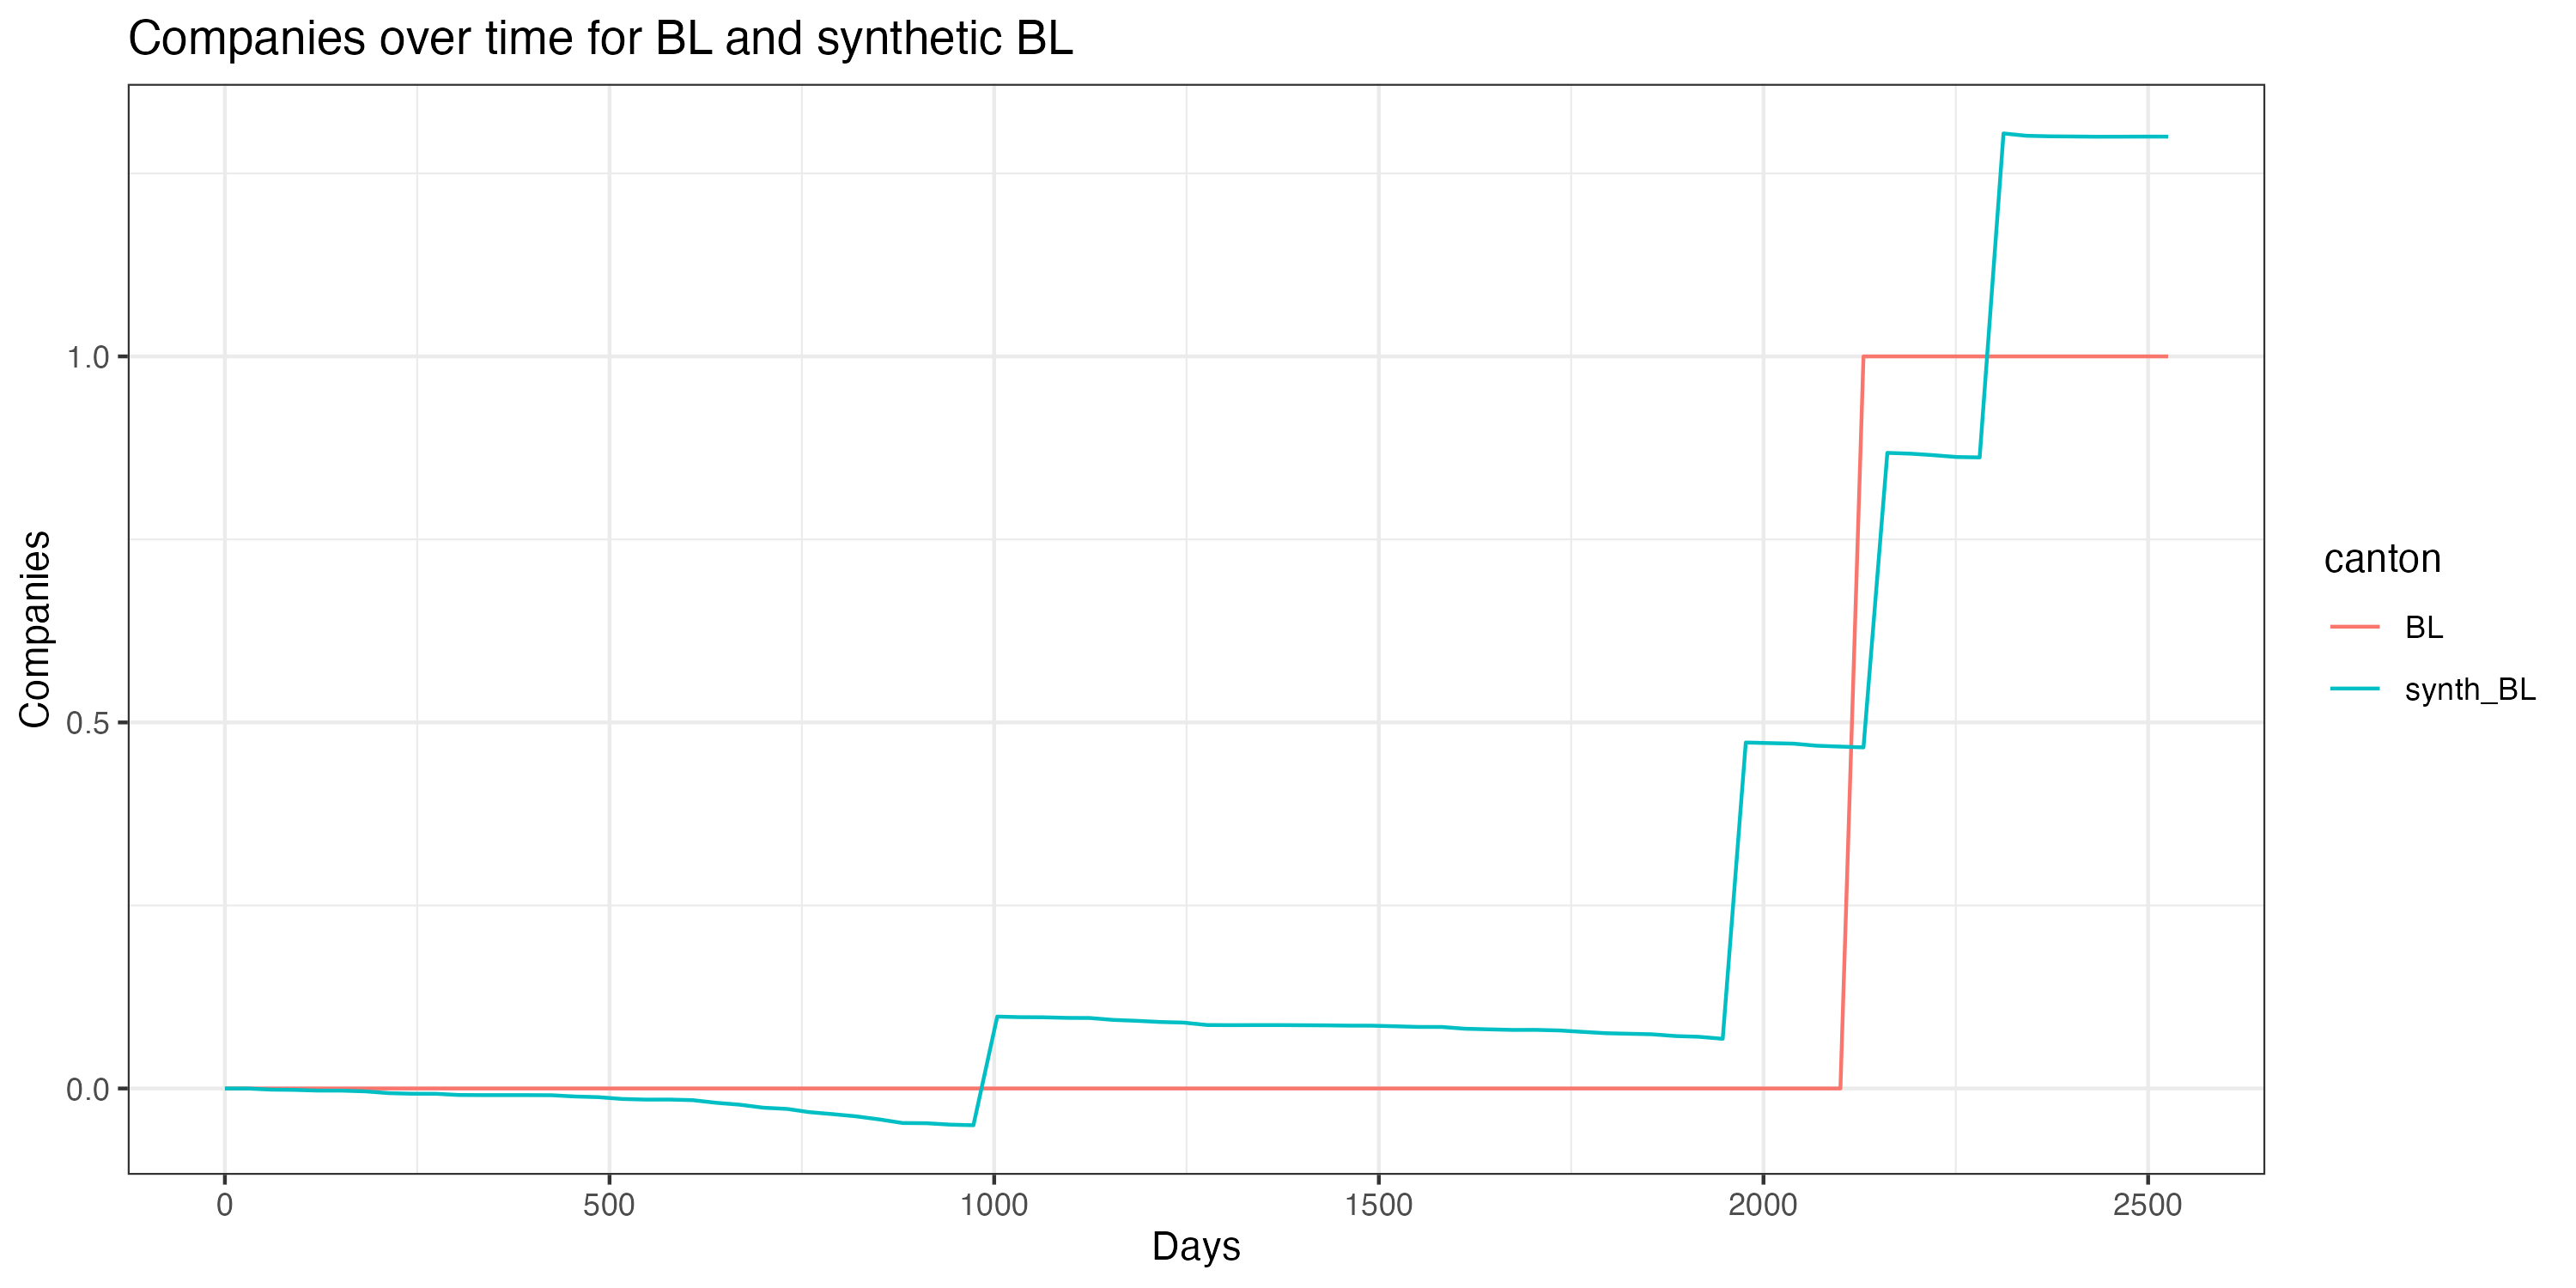 Companies over time for BL and synthetic BL
Companies
1.0
0.5
0.0
0
500
1000
1500
2000
2500
Days
canton
BL
synth_BL